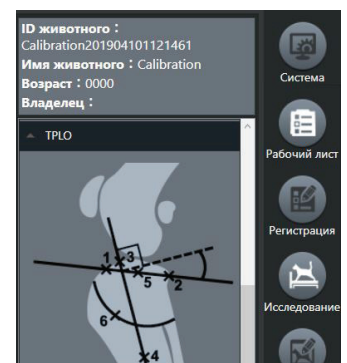 ID животного：
Calibration201904101121461
Имя животного：Calibration
Возраст：0000
Владелец：
TPLO
1
3
5
2
6
4
Система
Рабочий лист
Регистрация
Исследование